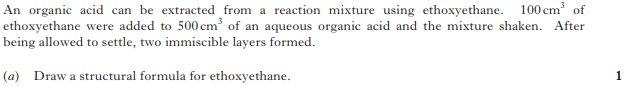 An organic acid can be extracted from a reaction mixture using ethoxyethane. 100 cm³ of
ethoxyethane were added to 500 cm³ of an aqueous organic acid and the mixture shaken. After
being allowed to settle, two immiscible layers formed.
(a) Draw a structural formula for ethoxyethane. 1